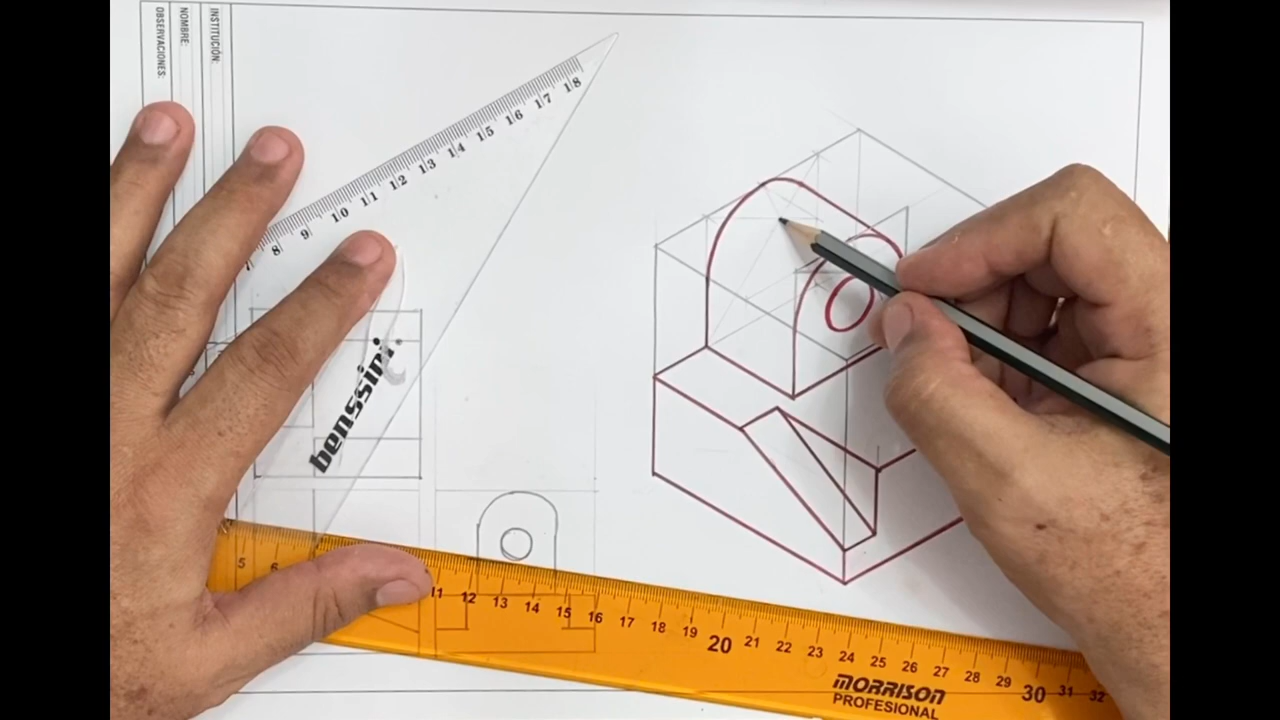 INSTITUCIÓN:
NOMBRE:
OBSERVACIONES:
7 8 9 10 11 12 13 14 15 16 17 18
benssini.
5 6 11 12 13 14 15 16 17 18 19 20 21 22 23 24 25 26 27 28 29 30 31 32
MORRISON
PROFESIONAL